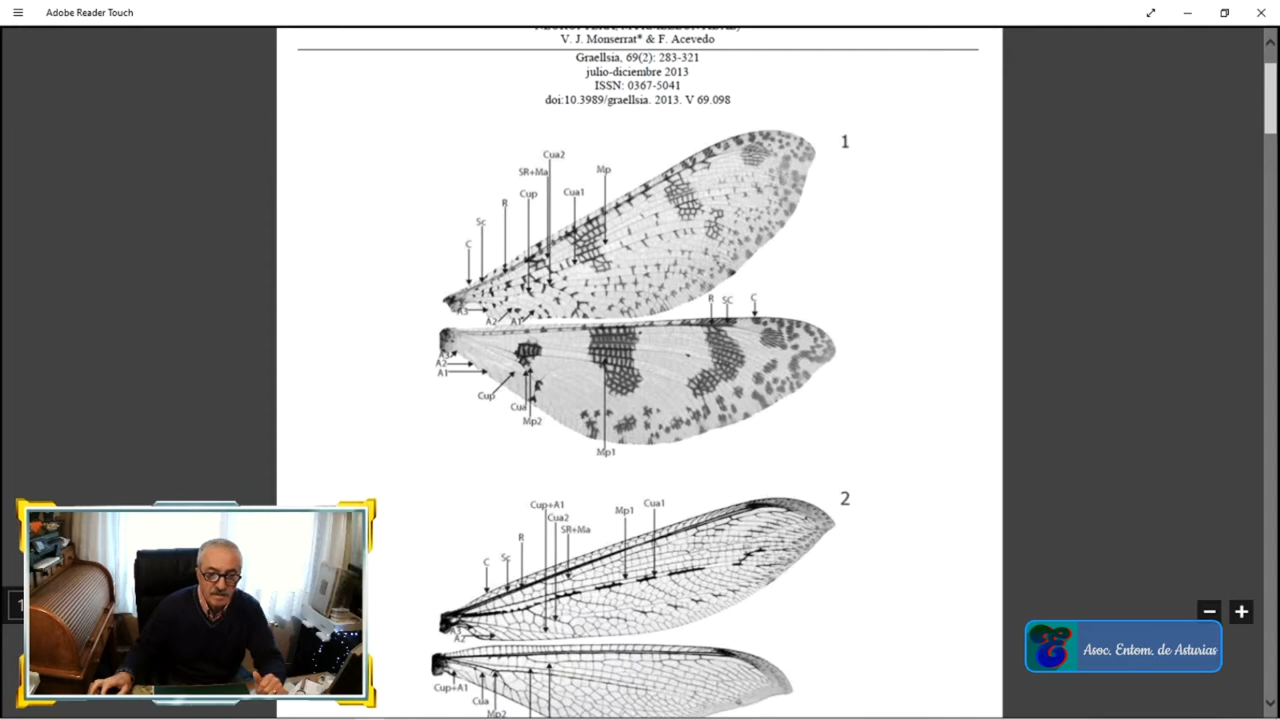 Adobe Reader Touch
V. J. Monserrat* & F. Acevedo
Graellsia, 69(2): 283-321
julio-diciembre 2013
ISSN: 0367-5041
doi:10.3989/graellsia. 2013. V 69.098
1
Cua2
SR+Ma
Mp
Cup
Cua1
R
Sc
C
A3
A2
A1
R
SC
C
A3
A2
A1
Cup
Cua
Mp2
Mp1
2
Cup+A1
Cua1
Mp1
Cua2
SR+Ma
R
Sc
C
A2
Cup+A1
Cua
Mp2
1
Asoc. Entom. de Asturias